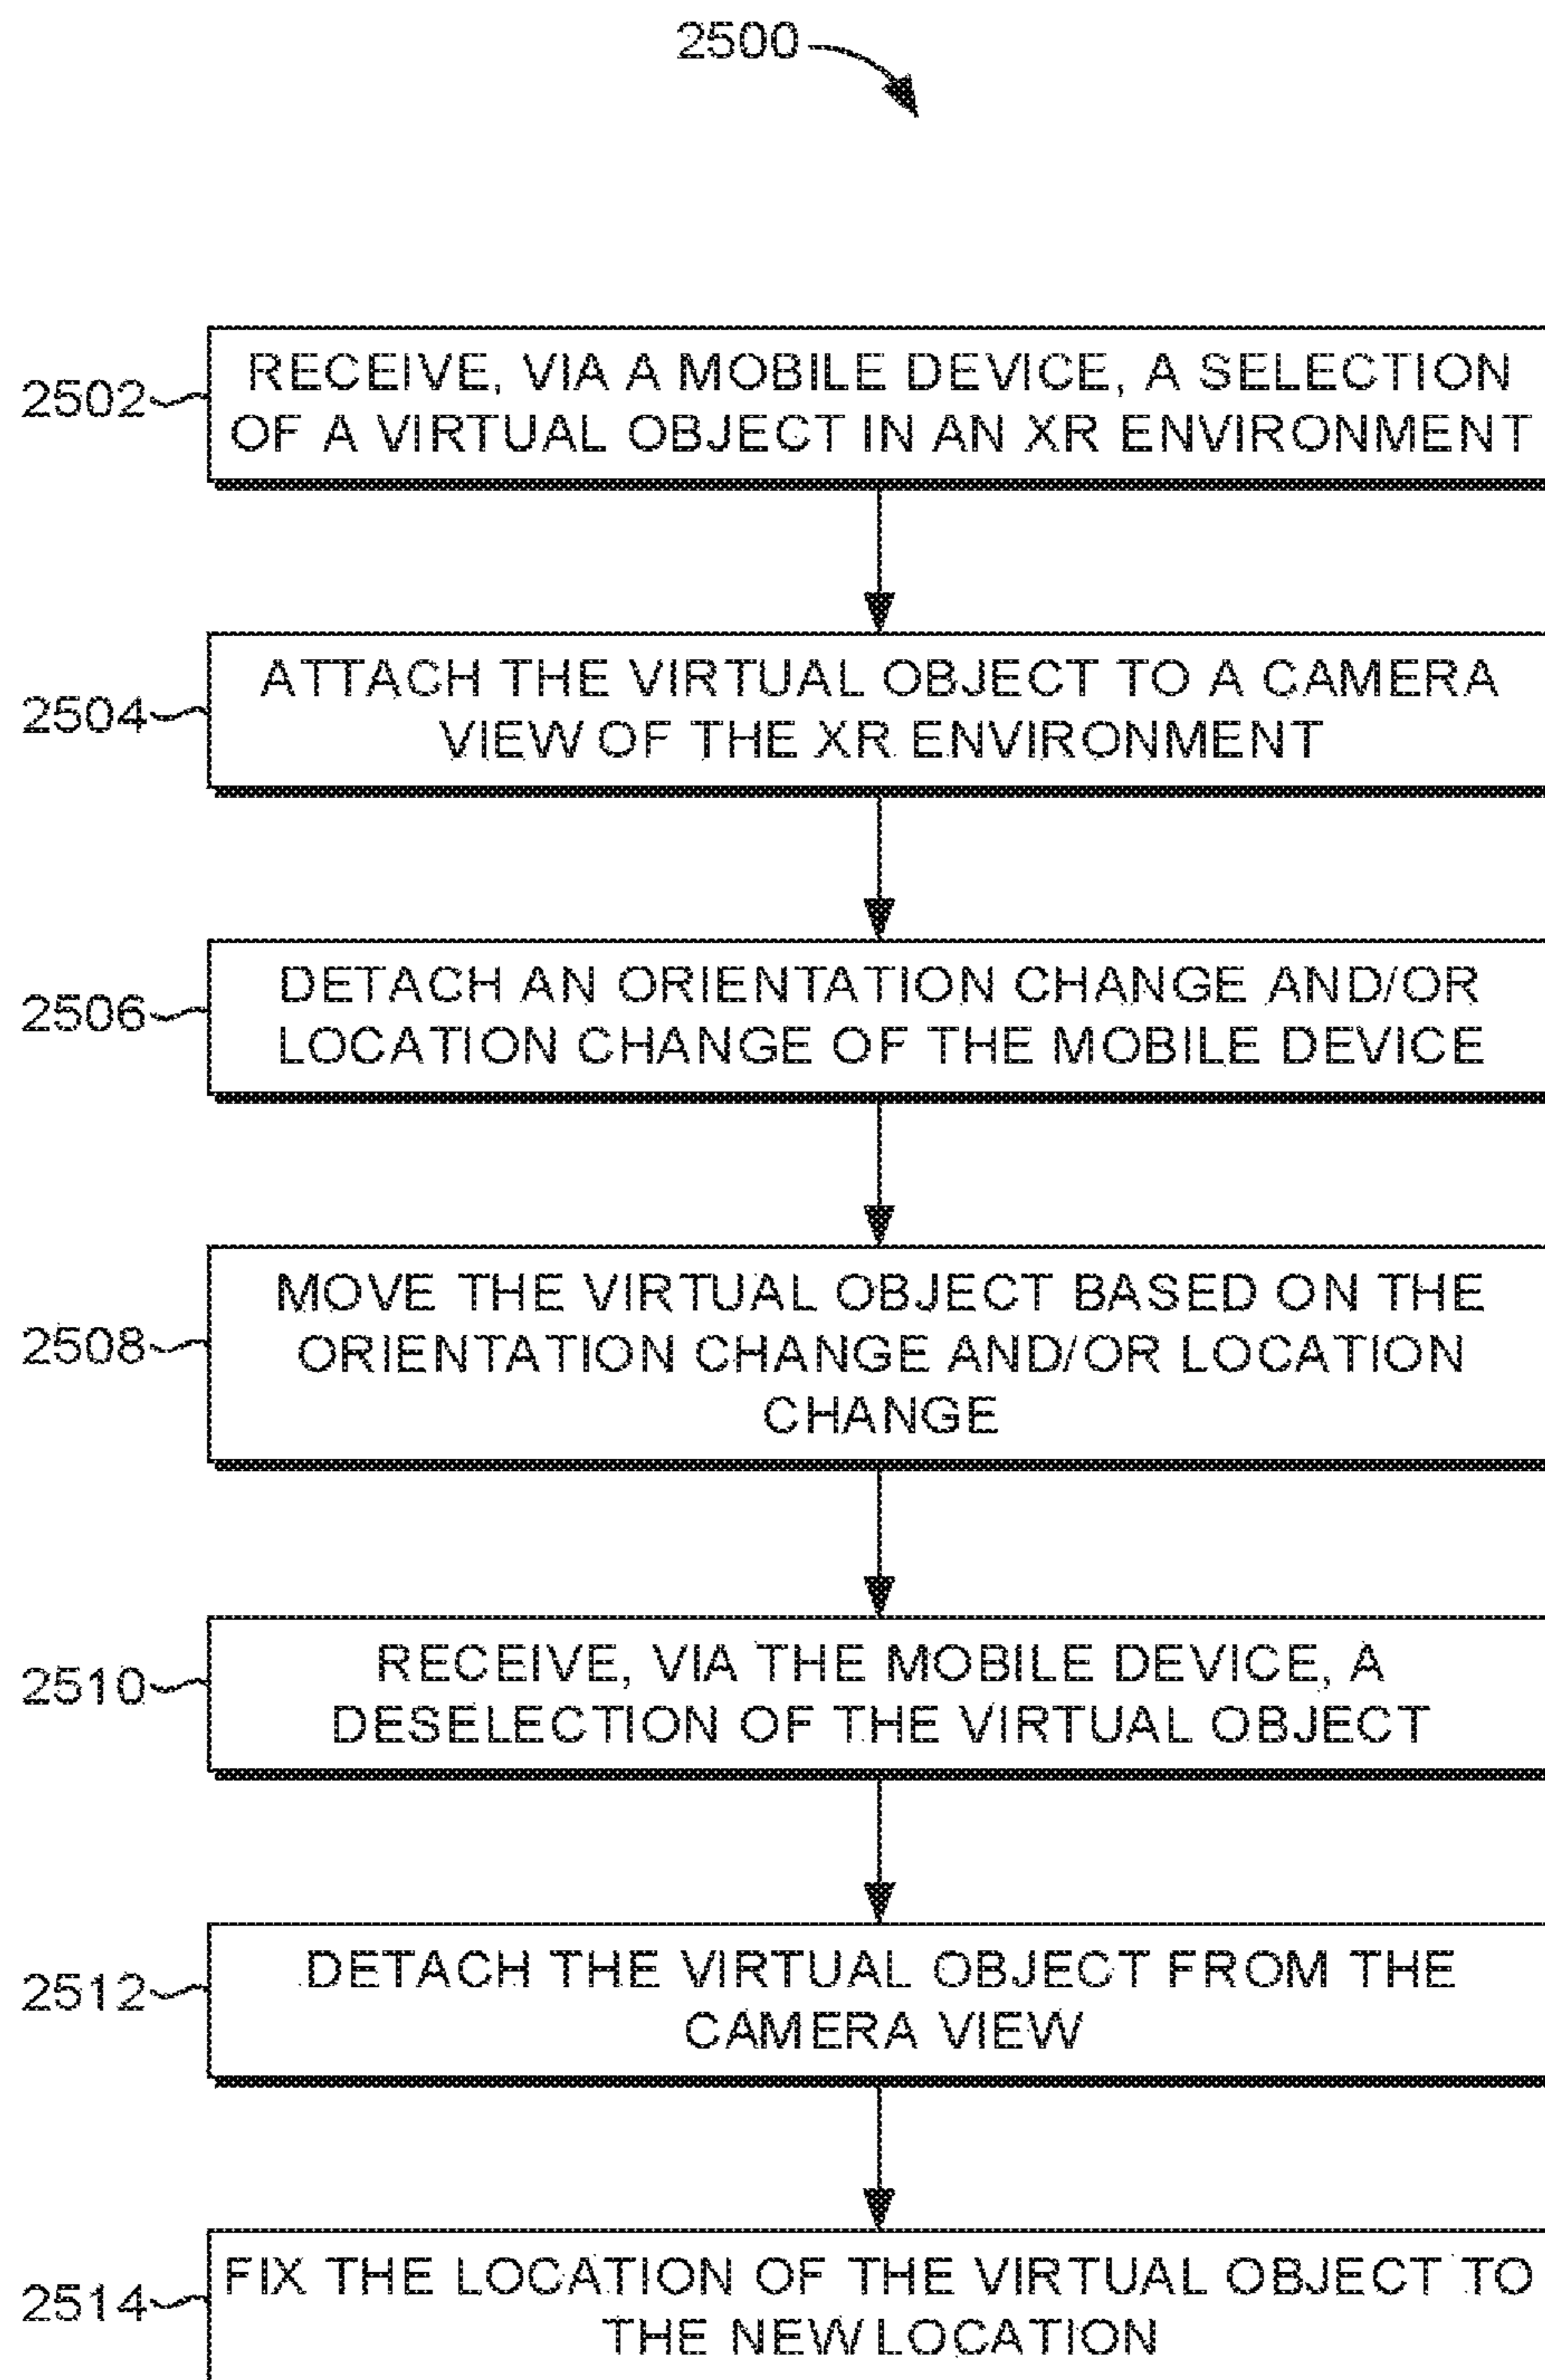 2500
2502
RECEIVE, VIA A MOBILE DEVICE, A SELECTION
OF A VIRTUAL OBJECT IN AN XR ENVIRONMENT
2504
ATTACH THE VIRTUAL OBJECT TO A CAMERA
VIEW OF THE XR ENVIRONMENT
2506
DETACH AN ORIENTATION CHANGE AND/OR
LOCATION CHANGE OF THE MOBILE DEVICE
2508
MOVE THE VIRTUAL OBJECT BASED ON THE
ORIENTATION CHANGE AND/OR LOCATION
CHANGE
2510
RECEIVE, VIA THE MOBILE DEVICE, A
DESELECTION OF THE VIRTUAL OBJECT
2512
DETACH THE VIRTUAL OBJECT FROM THE
CAMERA VIEW
2514
FIX THE LOCATION OF THE VIRTUAL OBJECT TO
THE NEW LOCATION